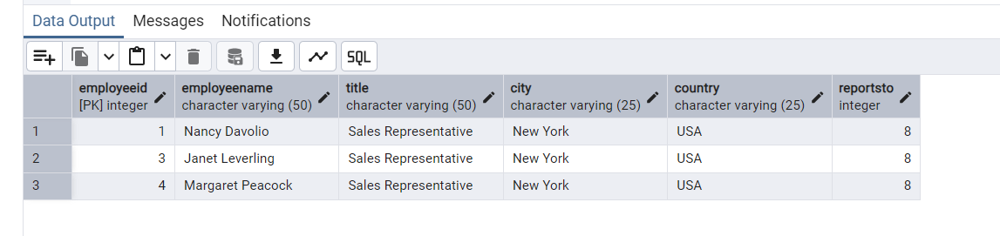 Data Output Messages Notifications
SQL
employeeid employeename title city country reportsto
[PK] integer character varying (50) character varying (50) character varying (25) character varying (25) integer
1 1 Nancy Davolio Sales Representative New York USA 8
2 3 Janet Leverling Sales Representative New York USA 8
3 4 Margaret Peacock Sales Representative New York USA 8